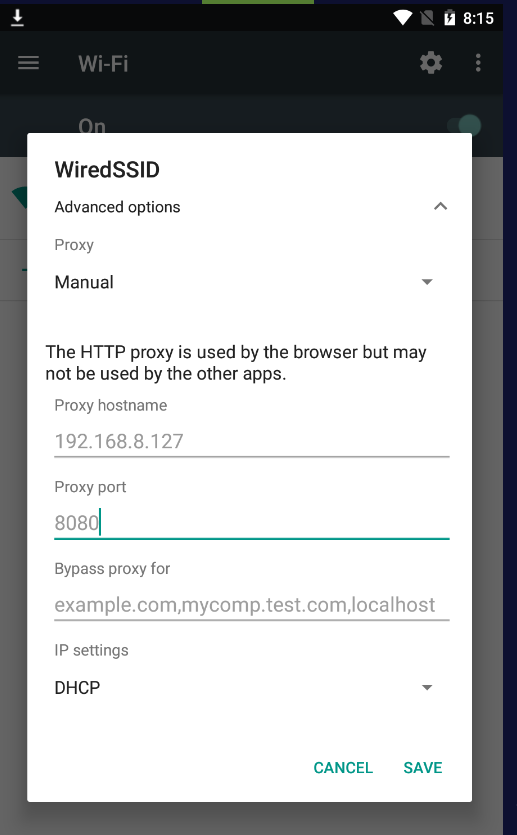 8:15
Wi-Fi
On
WiredSSID
Advanced options
Proxy
Manual
The HTTP proxy is used by the browser but may
not be used by the other apps.
Proxy hostname
192.168.8.127
Proxy port
8080
Bypass proxy for
example.com,mycomp.test.com,localhost
IP settings
DHCP
CANCEL SAVE